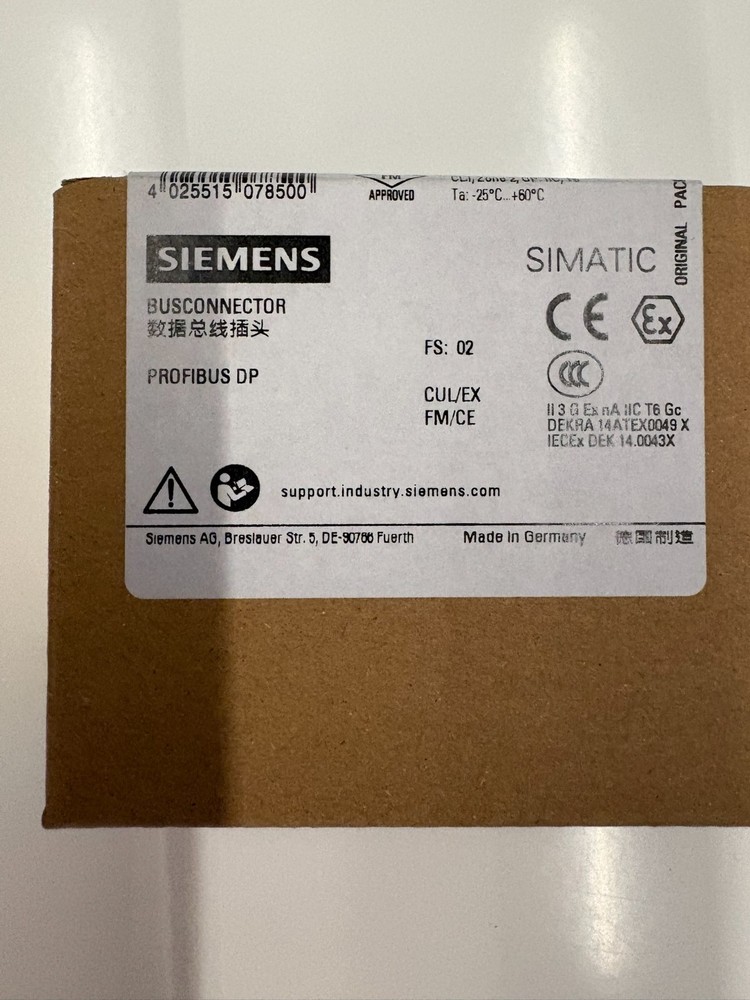 4 025515 078500
APPROVED
Ta: -25°C...+60°C
ORIGINAL
SIEMENS
SIMATIC
BUSCONNECTOR
数据总线插头
FS: 02
CE
Ex
CCC
PROFIBUS DP
CUL/EX
FM/CE
II 3 G Ex nA IIC T6 Gc
DEKRA 14ATEX0049 X
IECEx DEK 14.0043X
support.industry.siemens.com
Siemens AG, Breslauer Str. 5, DE-90766 Fuerth
Made in Germany 德国制造